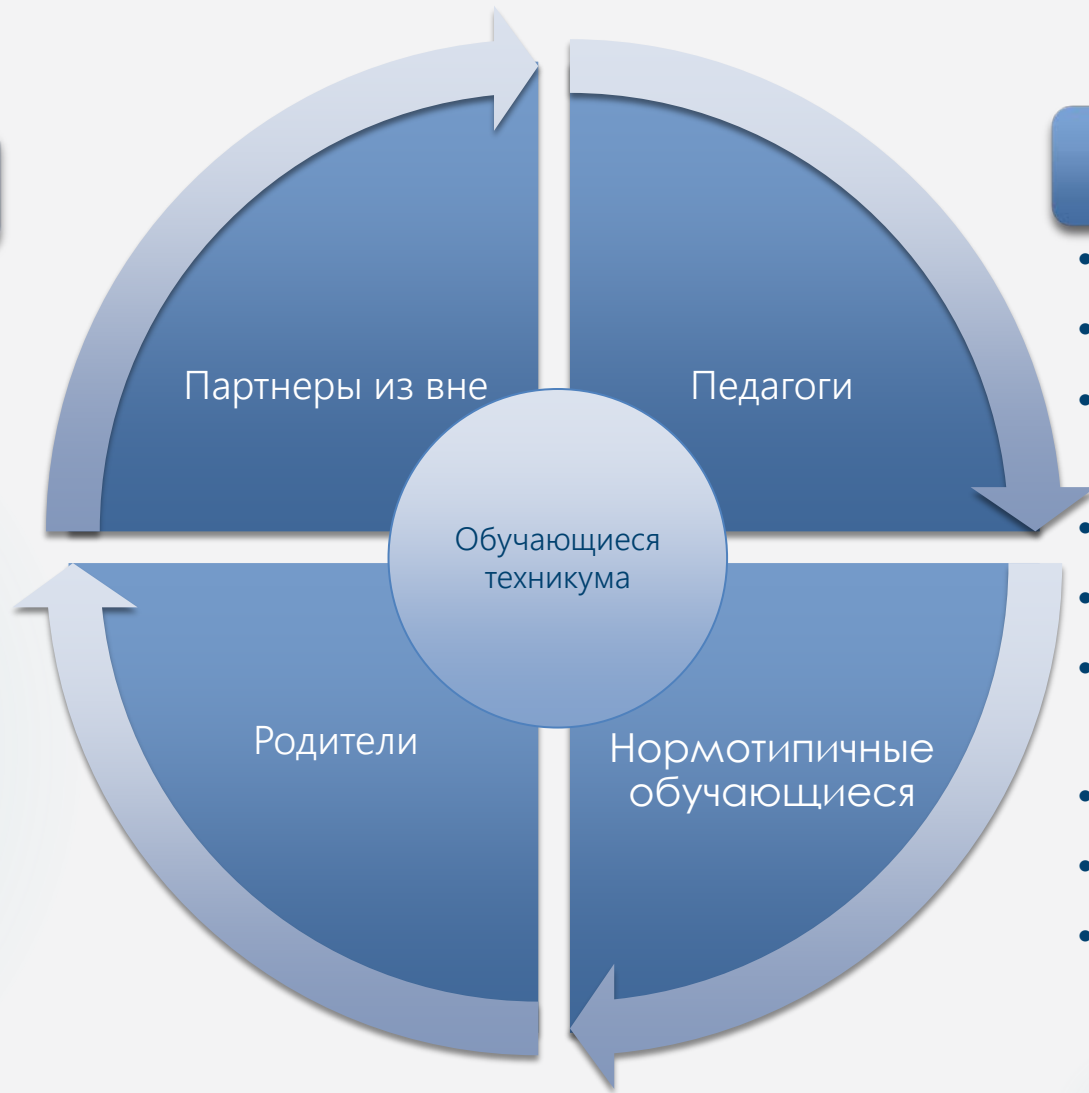 Партнеры из вне
Педагоги
Обучающиеся
техникума
Родители
Нормотипичные
обучающиеся